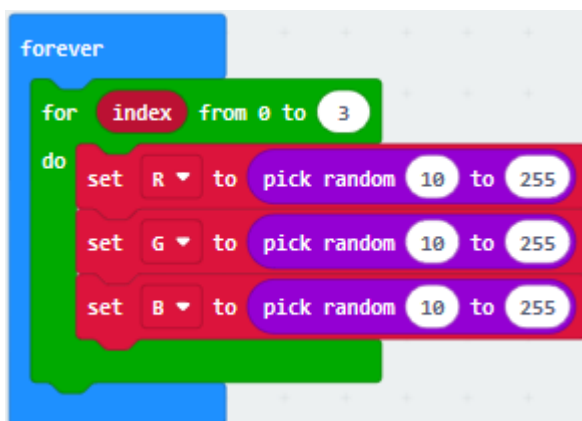 forever
for index from 0 to 3
do
set R to pick random 10 to 255
set G to pick random 10 to 255
set B to pick random 10 to 255